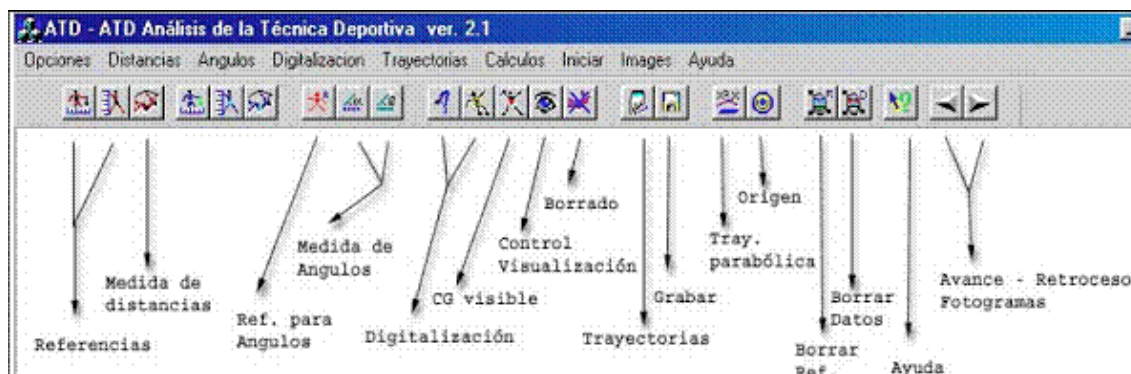 ATD - ATD Análisis de la Técnica Deportiva ver. 2.1
Opciones Distancias Angulos Digitalizacion Trayectorias Calculos Iniciar Images Ayuda
Borrado
Origen
Medida de
Angulos
Control
Visualización
Tray.
parabólica
Medida de
distancias
CG visible
Grabar
Borrar
Datos
Avance - Retroceso
Fotogramas
Referencias
Ref. para
Angulos
Digitalización
Trayectorias
Borrar
Ref.
Ayuda